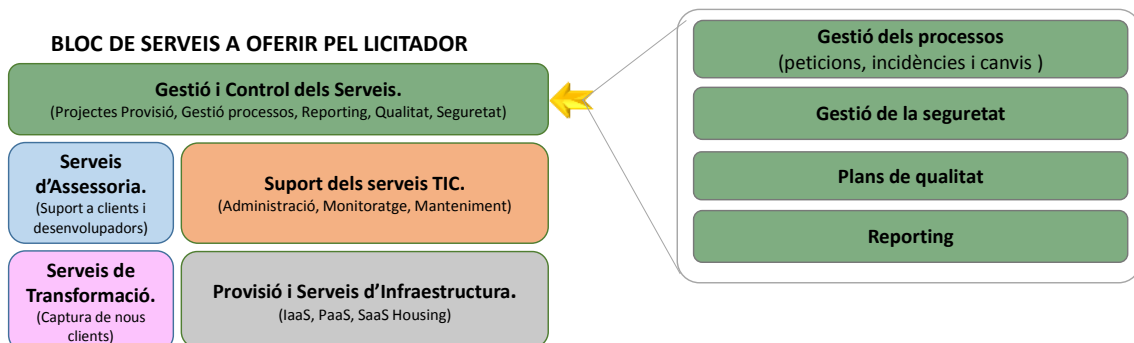 BLOC DE SERVEIS A OFERIR PEL LICITADOR
Gestió i Control dels Serveis.
(Projectes Provisió, Gestió processos, Reporting, Qualitat, Seguretat)
Serveis
d’Assessoria.
(Suport a clients i
desenvolupadors)
Suport dels serveis TIC.
(Administració, Monitoratge, Manteniment)
Serveis de
Transformació.
(Captura de nous
clients)
Provisió i Serveis d’Infraestructura.
(IaaS, PaaS, SaaS Housing)
Gestió dels processos
(peticions, incidències i canvis )
Gestió de la seguretat
Plans de qualitat
Reporting